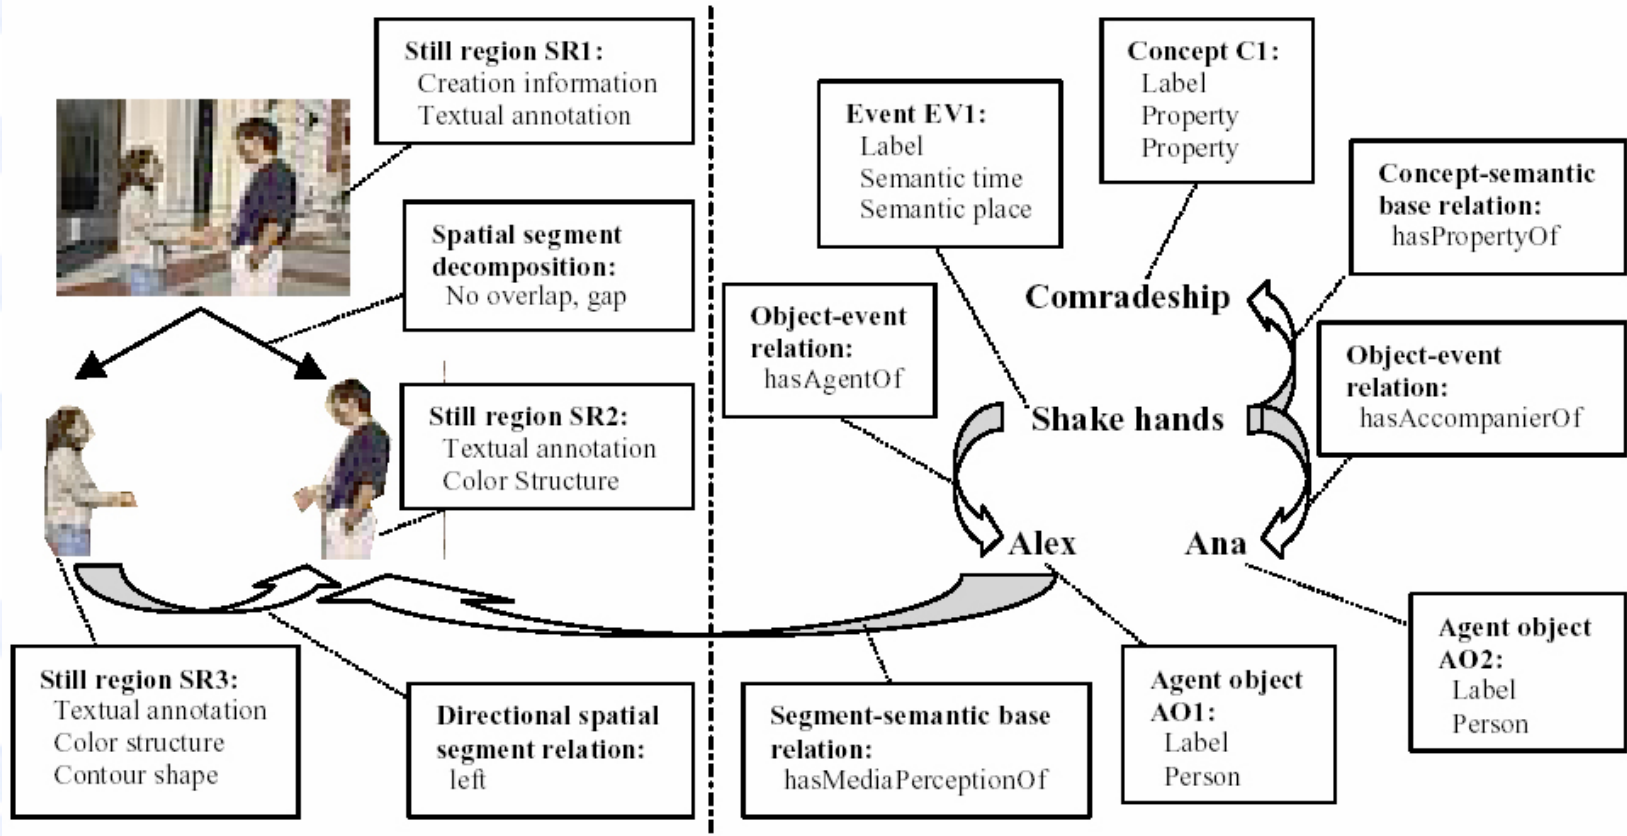 Still region SR1:
Creation information
Textual annotation
Spatial segment
decomposition:
No overlap, gap
Still region SR2:
Textual annotation
Color Structure
Still region SR3:
Textual annotation
Color structure
Contour shape
Directional spatial
segment relation:
left
Event EV1:
Label
Semantic time
Semantic place
Concept C1:
Label
Property
Property
Concept-semantic
base relation:
hasPropertyOf
Object-event
relation:
hasAgentOf
Comradeship
Object-event
relation:
hasAccompanierOf
Shake hands
Alex
Ana
Segment-semantic base
relation:
hasMediaPerceptionOf
Agent object
AO1:
Label
Person
Agent object
AO2:
Label
Person